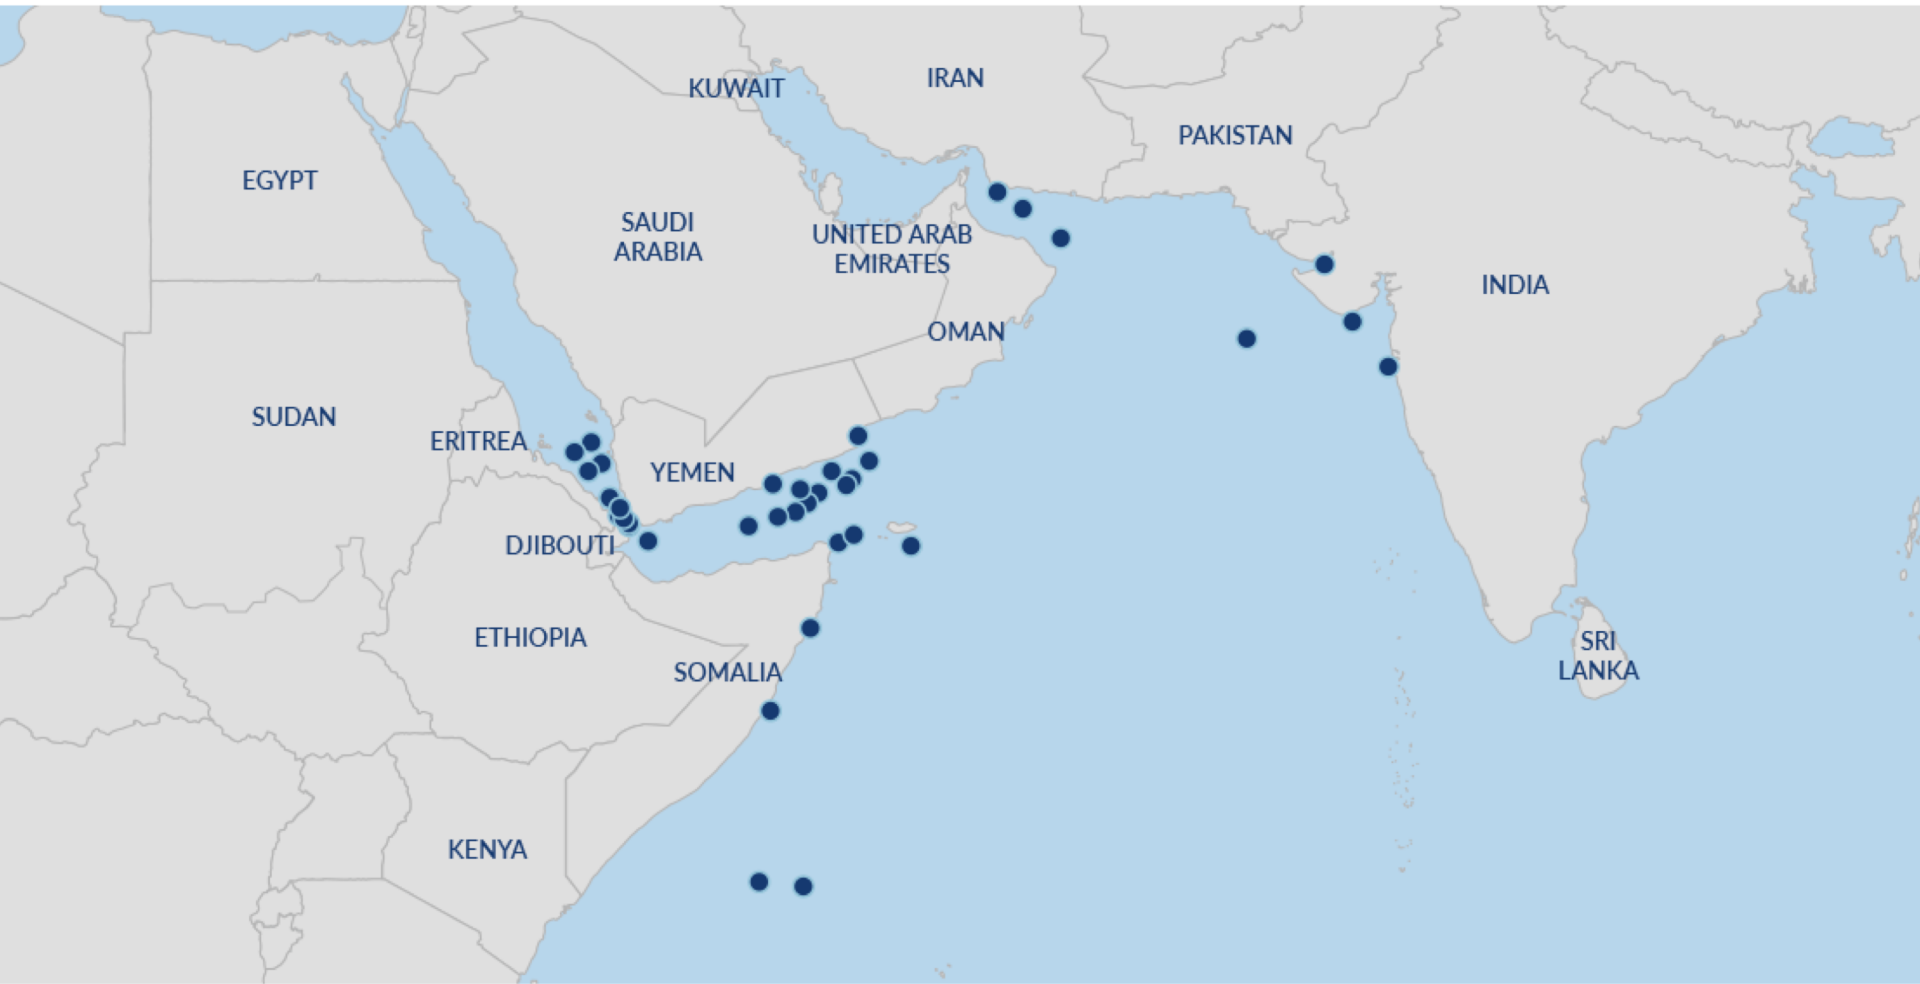 KUWAIT
IRAN
PAKISTAN
EGYPT
SAUDI
ARABIA
UNITED ARAB
EMIRATES
INDIA
OMAN
SUDAN
ERITREA
YEMEN
DJIBOUTI
ETHIOPIA
SOMALIA
SRI
LANKA
KENYA